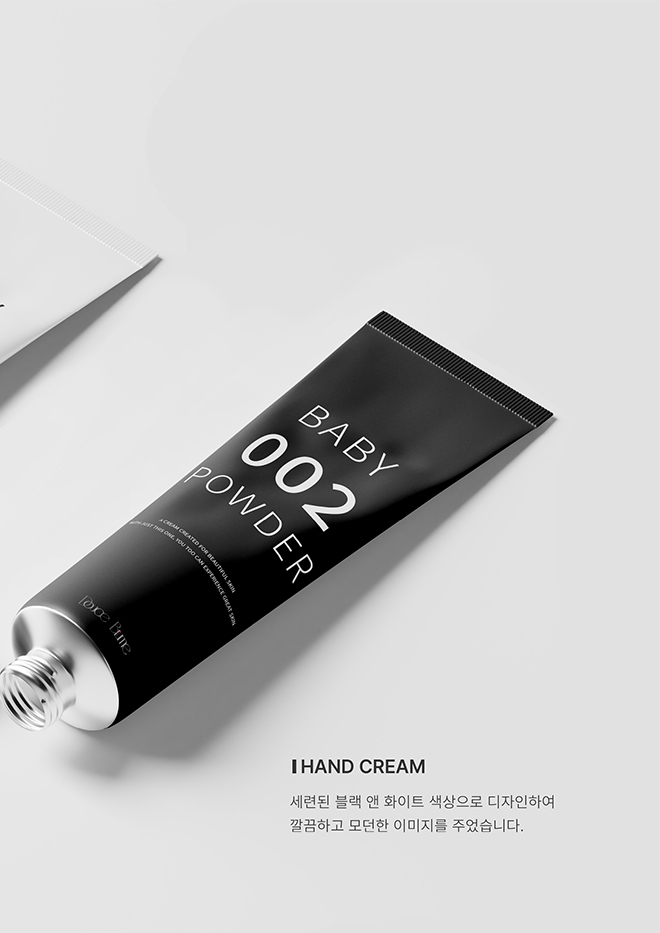 BABY
002
POWDER
A CREAM CREATED FOR BEAUTIFUL SKIN
WITH JUST THIS ONE, YOU TOO CAN EXPERIENCE GREAT SKIN
Douce Prime
HAND CREAM
세련된 블랙 앤 화이트 색상으로 디자인하여
깔끔하고 모던한 이미지를 주었습니다.